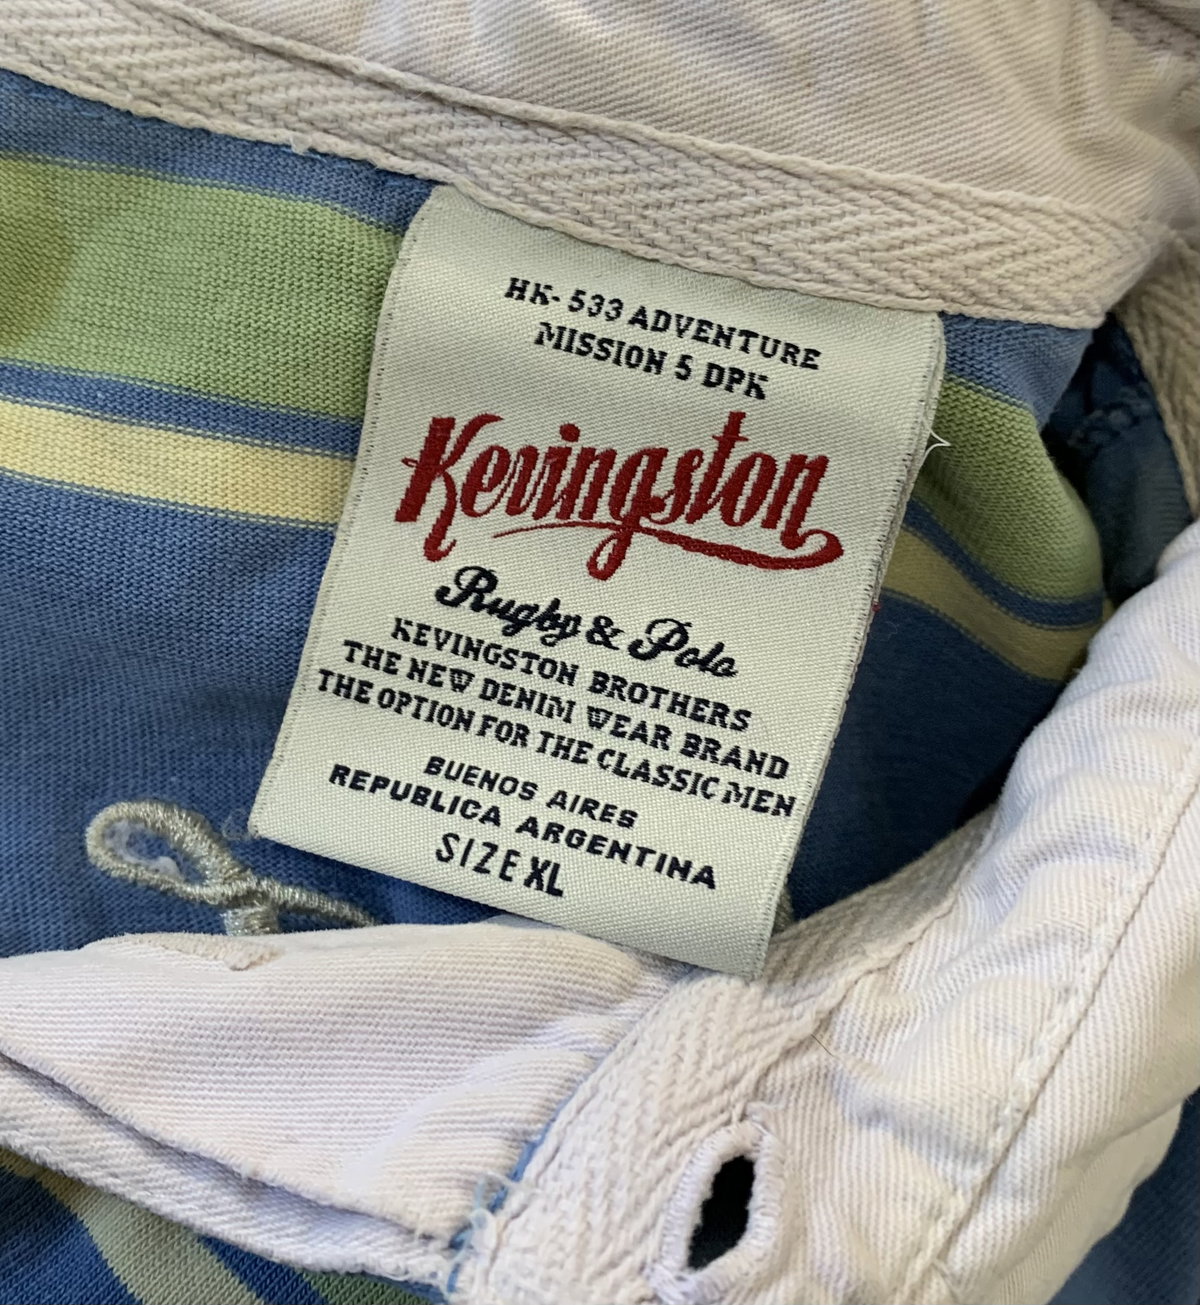 HK- 533 ADVENTURE
MISSION 5 DPK
Kevingston
Rugby & Polo
KEVINGSTON BROTHERS
THE NEW DENIM WEAR BRAND
THE OPTION FOR THE CLASSIC MEN
BUENOS AIRES
REPUBLICA ARGENTINA
SIZE XL